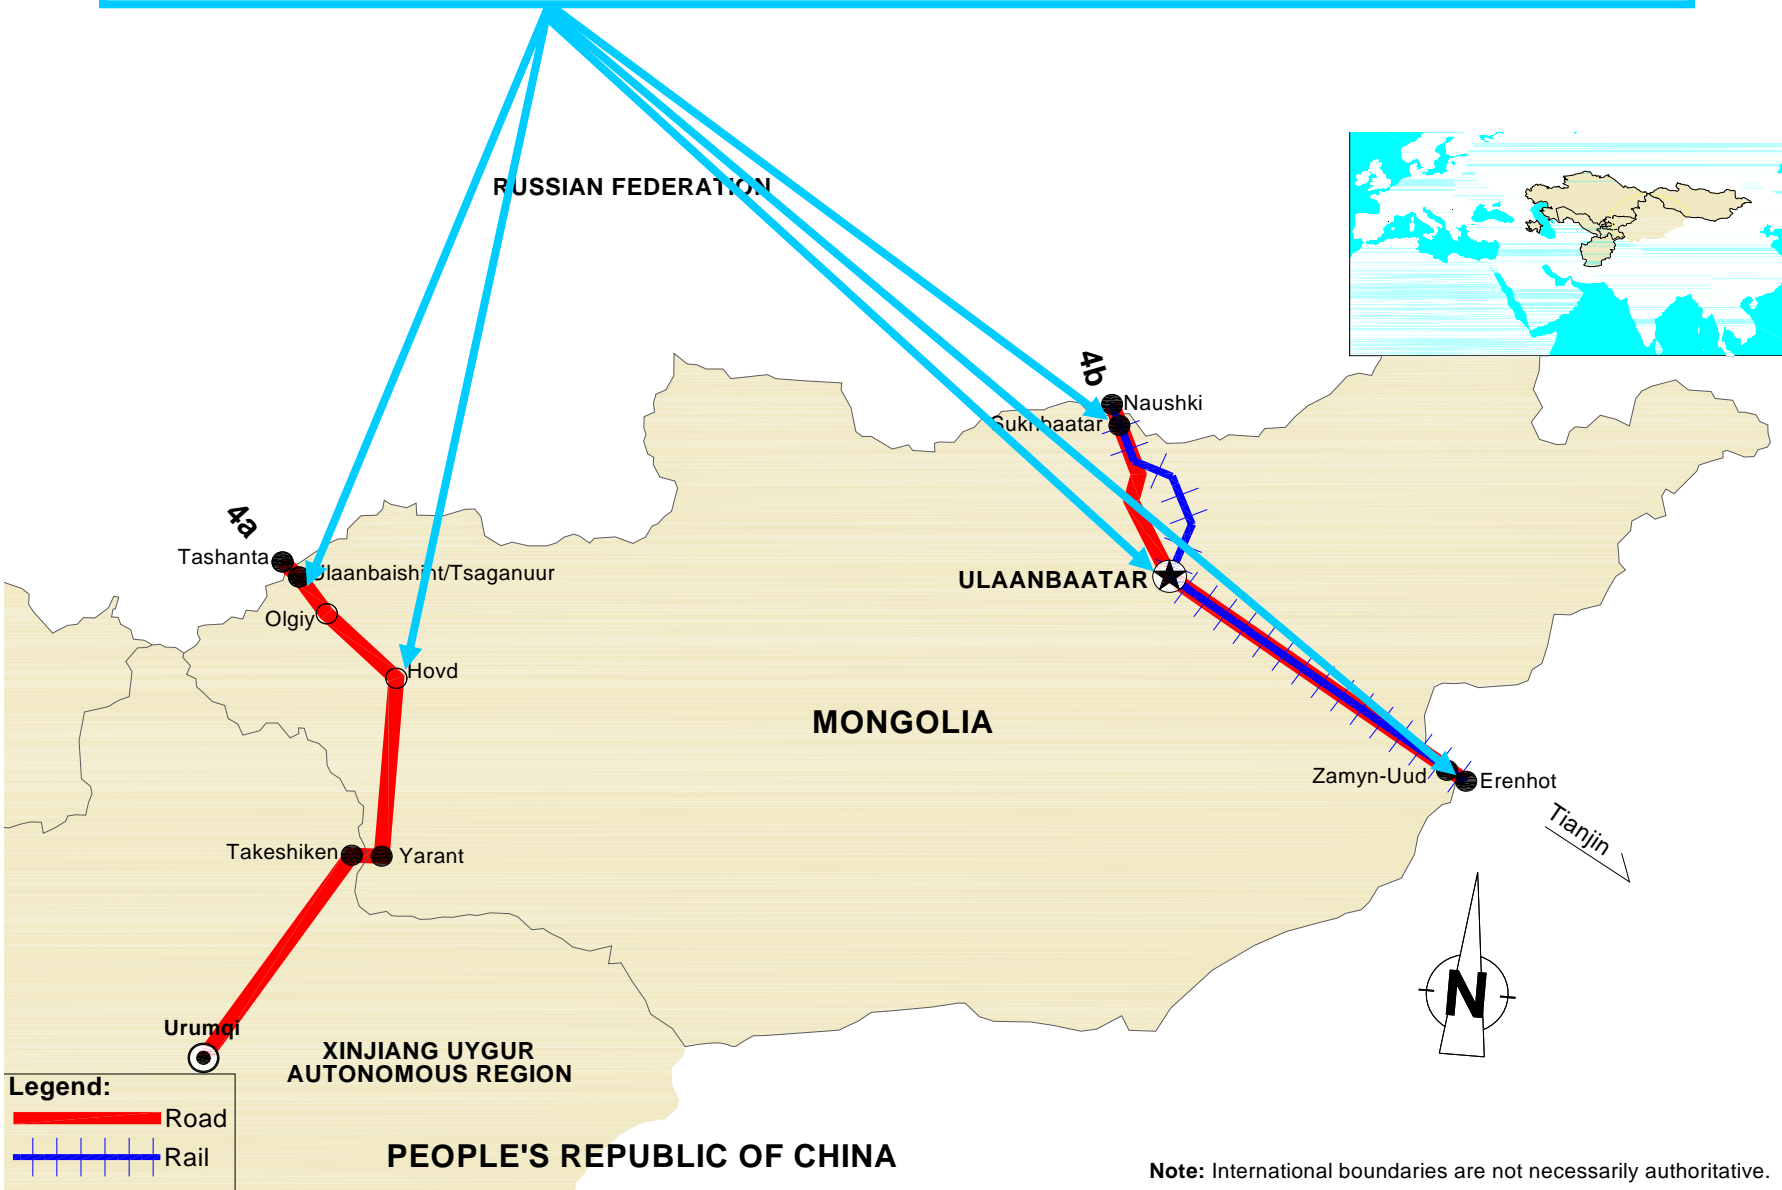 RUSSIAN FEDERATION
4b
Naushki
Sukhbaatar
4a
Tashanta
Ulaanbaishint/Tsaganuur
ULAANBAATAR
Olgiy
Hovd
MONGOLIA
Zamyn-Uud
Erenhot
Tianjin
Takeshiken
Yarant
N
Urumqi
XINJIANG UYGUR
AUTONOMOUS REGION
Legend:
Road
Rail
PEOPLE'S REPUBLIC OF CHINA
Note: International boundaries are not necessarily authoritative.